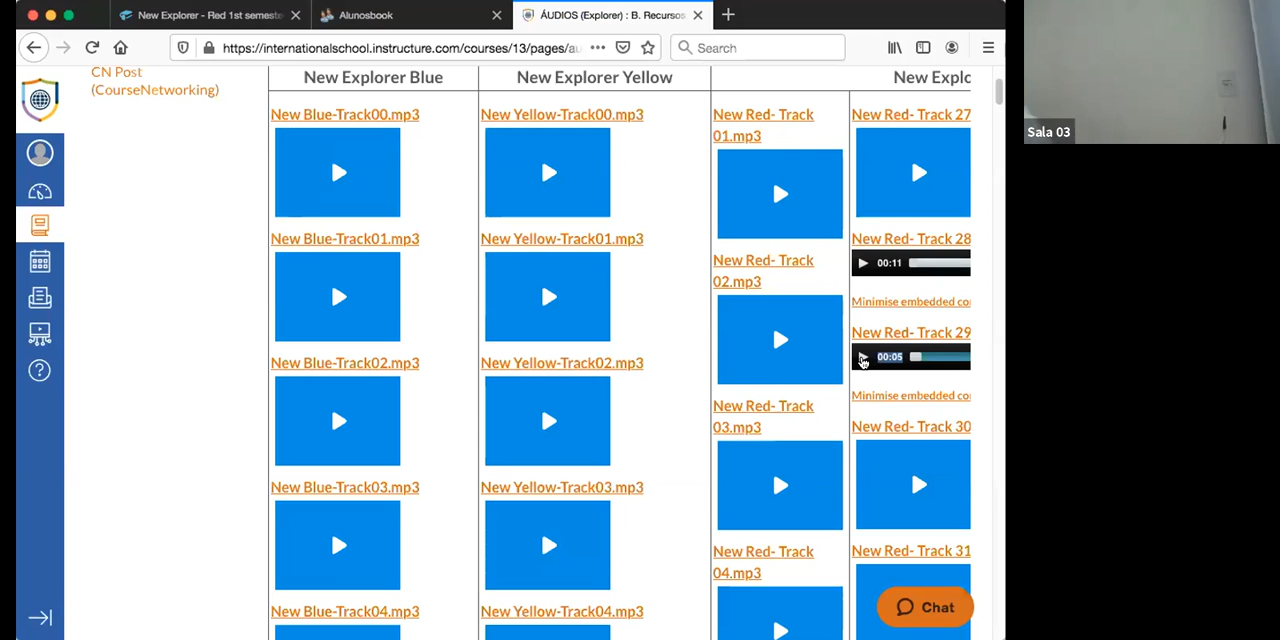 New Explorer - Red 1st semeste
Alunosbook
ÁUDIOS (Explorer) : B. Recursos
https://internationalschool.instructure.com/courses/13/pages/au
Search
CN Post
(CourseNetworking)
New Explorer Blue
New Explorer Yellow
New Explo
New Blue-Track00.mp3
New Yellow-Track00.mp3
New Red- Track
01.mp3
New Red- Track 27
New Blue-Track01.mp3
New Yellow-Track01.mp3
New Red- Track
02.mp3
New Red- Track 28
00:11
Minimise embedded co
New Red- Track 29
00:05
Minimise embedded co
New Blue-Track02.mp3
New Yellow-Track02.mp3
New Red- Track
03.mp3
New Red- Track 30
New Blue-Track03.mp3
New Yellow-Track03.mp3
New Red- Track
04.mp3
New Red- Track 31
New Blue-Track04.mp3
New Yellow-Track04.mp3
Chat
Sala 03